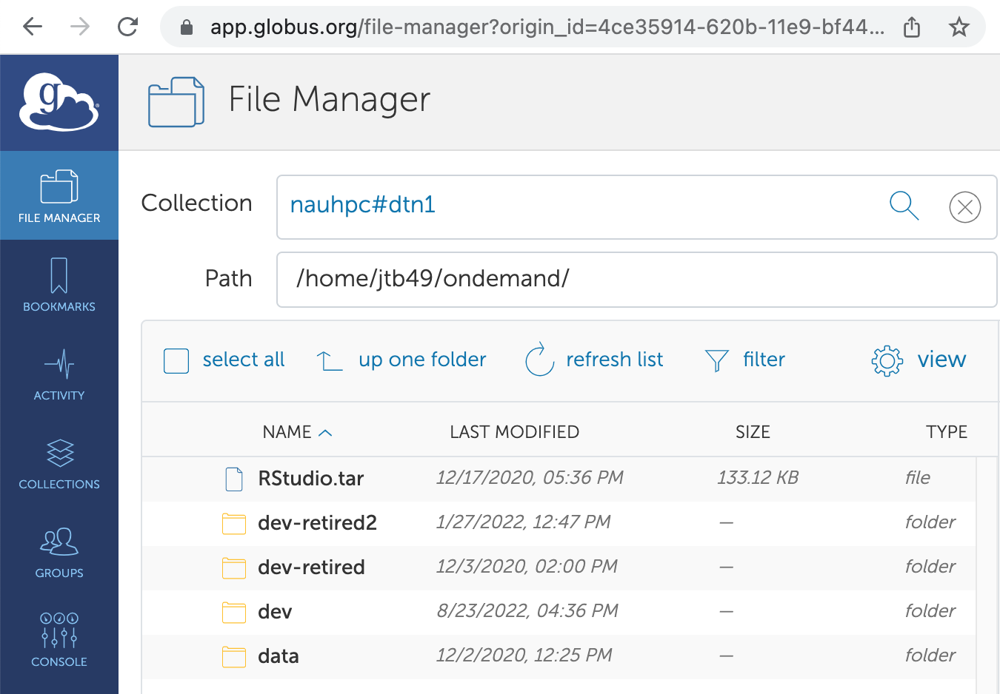 app.globus.org/file-manager?origin_id=4ce35914-620b-11e9-bf44...
g
File Manager
FILE MANAGER
Collection
nauhpc#dtn1
Path
/home/jtb49/ondemand/
BOOKMARKS
select all
up one folder
refresh list
filter
view
ACTIVITY
NAME
LAST MODIFIED
SIZE
TYPE
RStudio.tar 12/17/2020, 05:36 PM 133.12 KB file
COLLECTIONS
dev-retired2 1/27/2022, 12:47 PM — folder
dev-retired 12/3/2020, 02:00 PM — folder
GROUPS
dev 8/23/2022, 04:36 PM — folder
data 12/2/2020, 12:25 PM — folder
CONSOLE